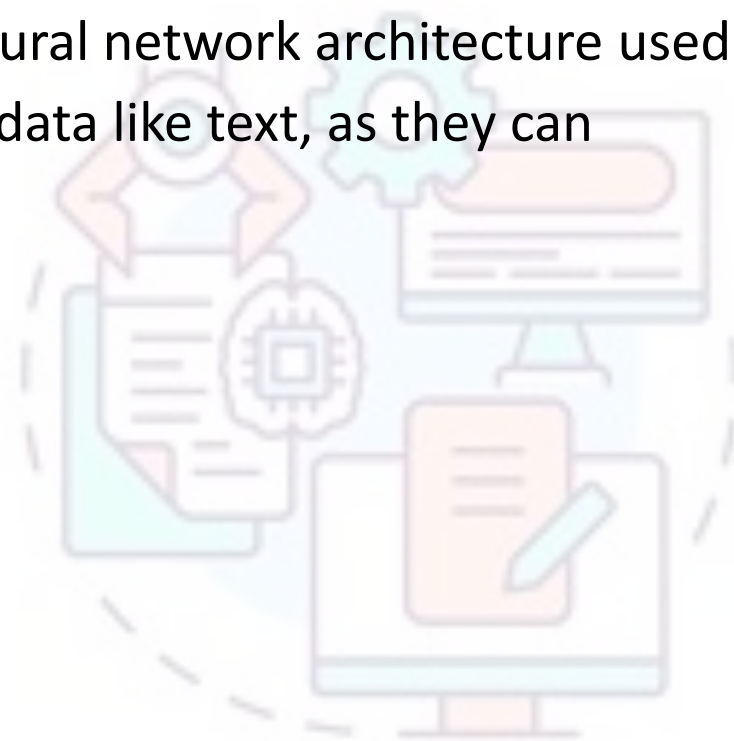 ural network architecture used
data like text, as they can